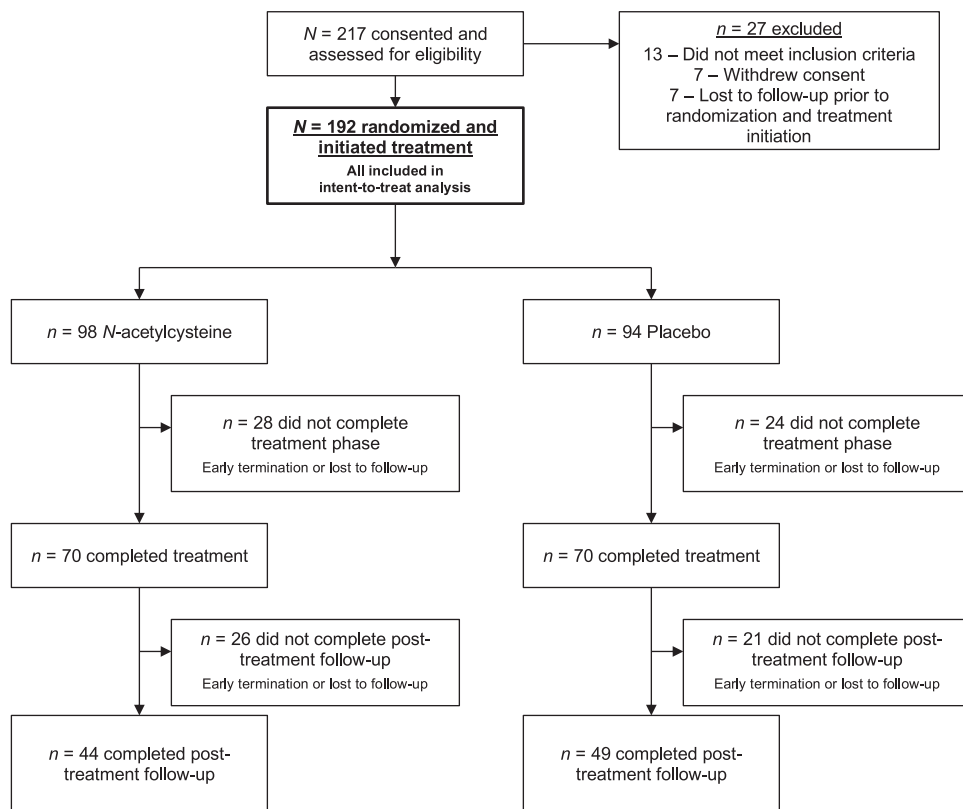 N = 217 consented and
assessed for eligibility
n = 27 excluded
13 – Did not meet inclusion criteria
7 – Withdrew consent
7 – Lost to follow-up prior to
randomization and treatment
initiation
N = 192 randomized and
initiated treatment
All included in
intent-to-treat analysis
n = 98 N-acetylcysteine
n = 94 Placebo
n = 28 did not complete
treatment phase
Early termination or lost to follow-up
n = 24 did not complete
treatment phase
Early termination or lost to follow-up
n = 70 completed treatment
n = 70 completed treatment
n = 26 did not complete post-
treatment follow-up
Early termination or lost to follow-up
n = 21 did not complete post-
treatment follow-up
Early termination or lost to follow-up
n = 44 completed post-
treatment follow-up
n = 49 completed post-
treatment follow-up